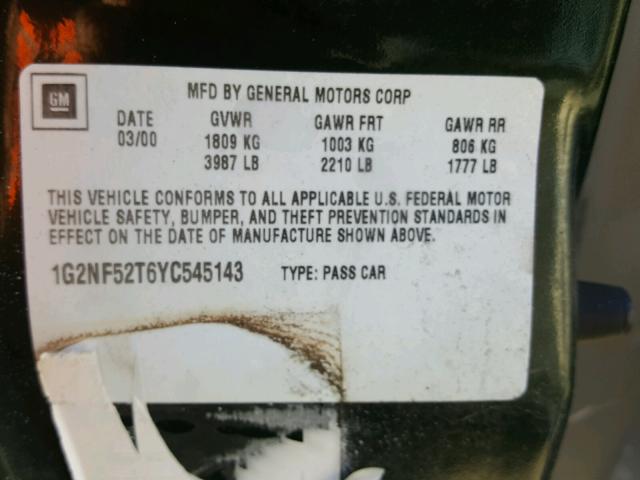 GM
MFD BY GENERAL MOTORS CORP
DATE GVWR GAWR FRT GAWR RR
03/00 1809 KG 1003 KG 806 KG
3987 LB 2210 LB 1777 LB
THIS VEHICLE CONFORMS TO ALL APPLICABLE U.S. FEDERAL MOTOR
VEHICLE SAFETY, BUMPER, AND THEFT PREVENTION STANDARDS IN
EFFECT ON THE DATE OF MANUFACTURE SHOWN ABOVE.
1G2NF52T6YC545143 TYPE: PASS CAR